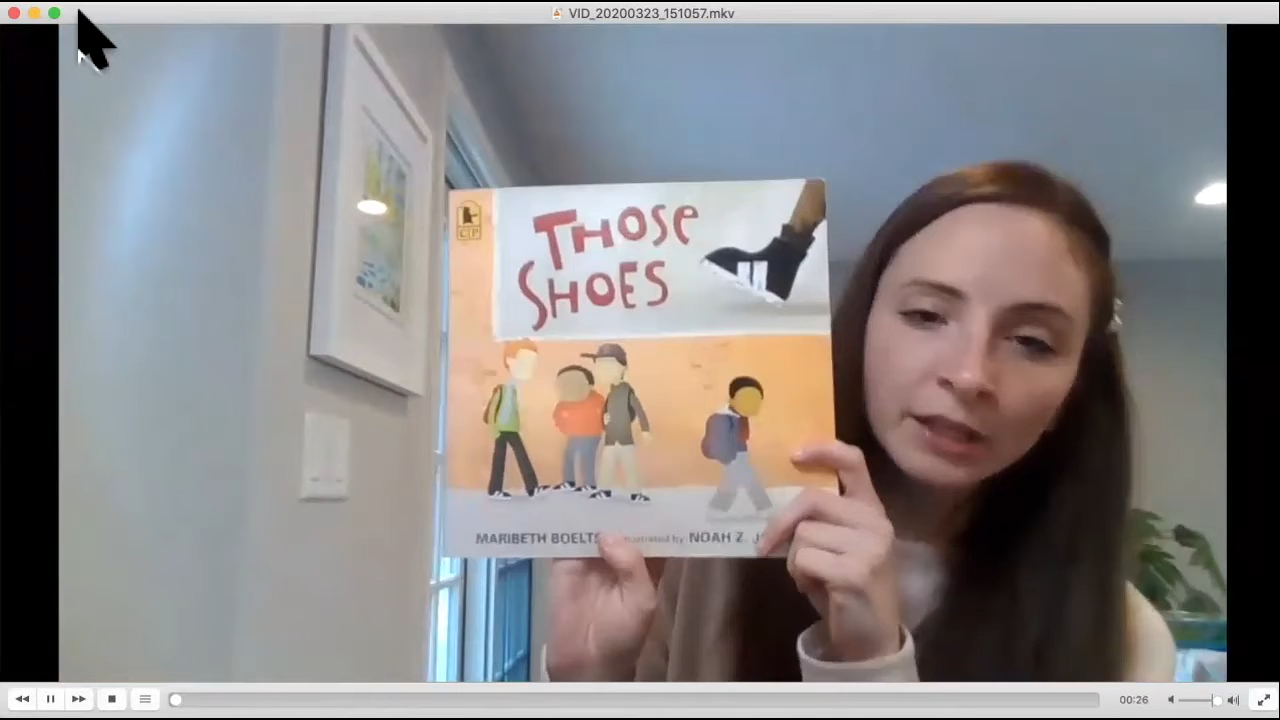 VID_20200323_151057.mkv
THOSE
SHOES
MARIBETH BOELTS illustrated by NOAH Z.
00:26